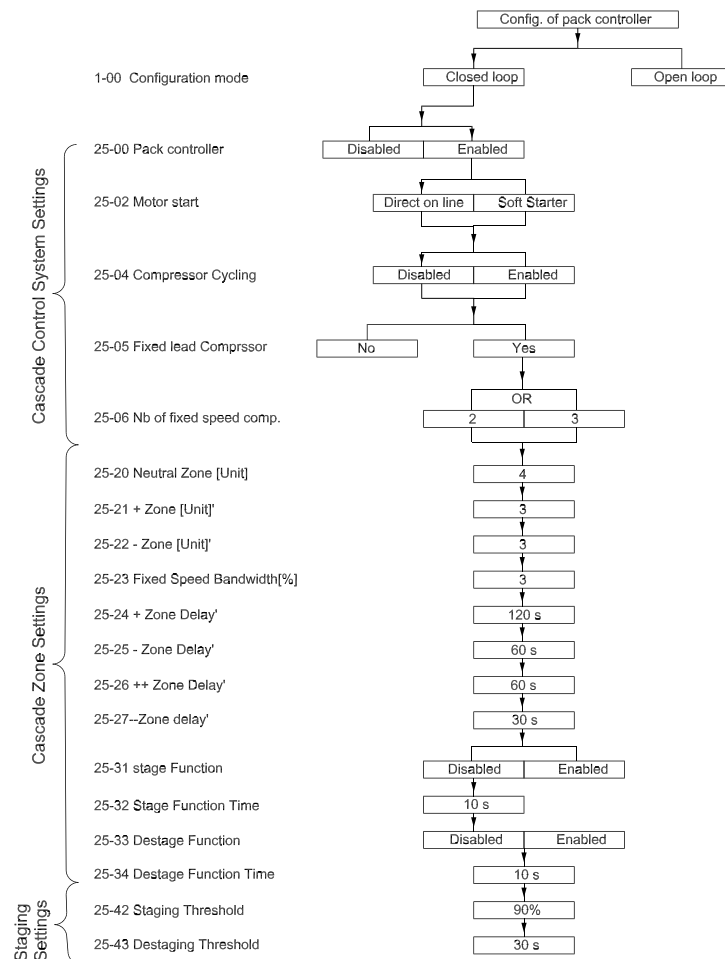 Config. of pack controller
1-00 Configuration mode Closed loop Open loop
25-00 Pack controller Disabled Enabled
25-02 Motor start Direct on line Soft Starter
25-04 Compressor Cycling Disabled Enabled
25-05 Fixed lead Comprssor No Yes
OR
25-06 Nb of fixed speed comp. 2 3
25-20 Neutral Zone [Unit] 4
25-21 + Zone [Unit]' 3
25-22 - Zone [Unit]' 3
25-23 Fixed Speed Bandwidth[%] 3
25-24 + Zone Delay' 120 s
25-25 - Zone Delay' 60 s
25-26 ++ Zone Delay' 60 s
25-27--Zone delay' 30 s
25-31 stage Function Disabled Enabled
25-32 Stage Function Time 10 s
25-33 Destage Function Disabled Enabled
25-34 Destage Function Time 10 s
25-42 Staging Threshold 90%
25-43 Destaging Threshold 30 s
Cascade Control System Settings
Cascade Zone Settings
Staging
Settings